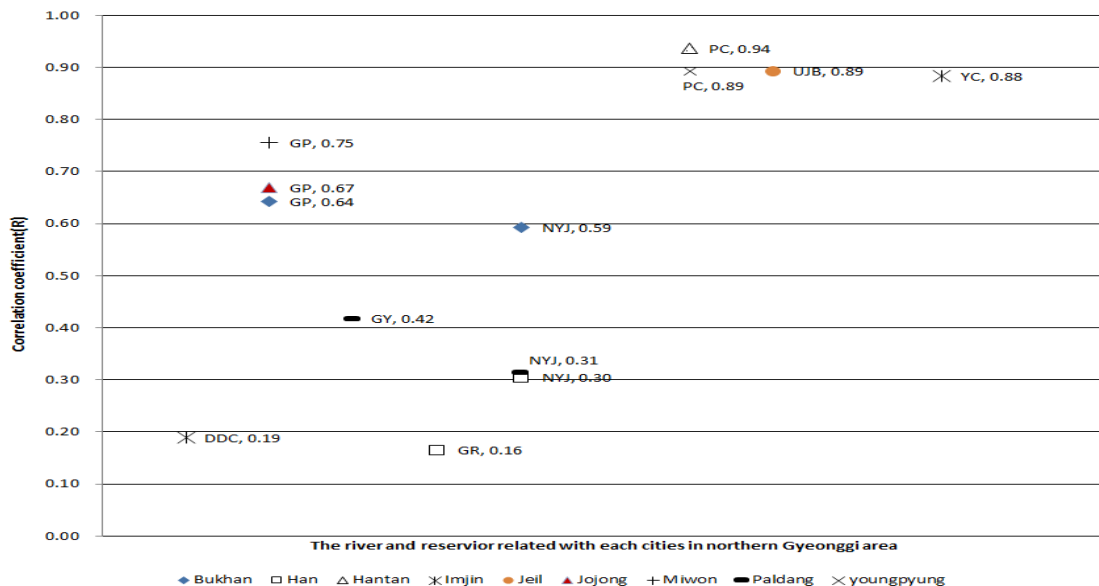 1.00
0.90
0.80
0.70
0.60
0.50
0.40
0.30
0.20
0.10
0.00
Correlation coefficient(R)
PC, 0.94
PC, 0.89
UJB, 0.89
YC, 0.88
GP, 0.75
GP, 0.67
GP, 0.64
NYJ, 0.59
GY, 0.42
NYJ, 0.31
NYJ, 0.30
DDC, 0.19
GR, 0.16
The river and reservior related with each cities in northern Gyeonggi area
Bukhan Han Hantan Imjin Jeil Jojong Miwon Paldang youngpyung